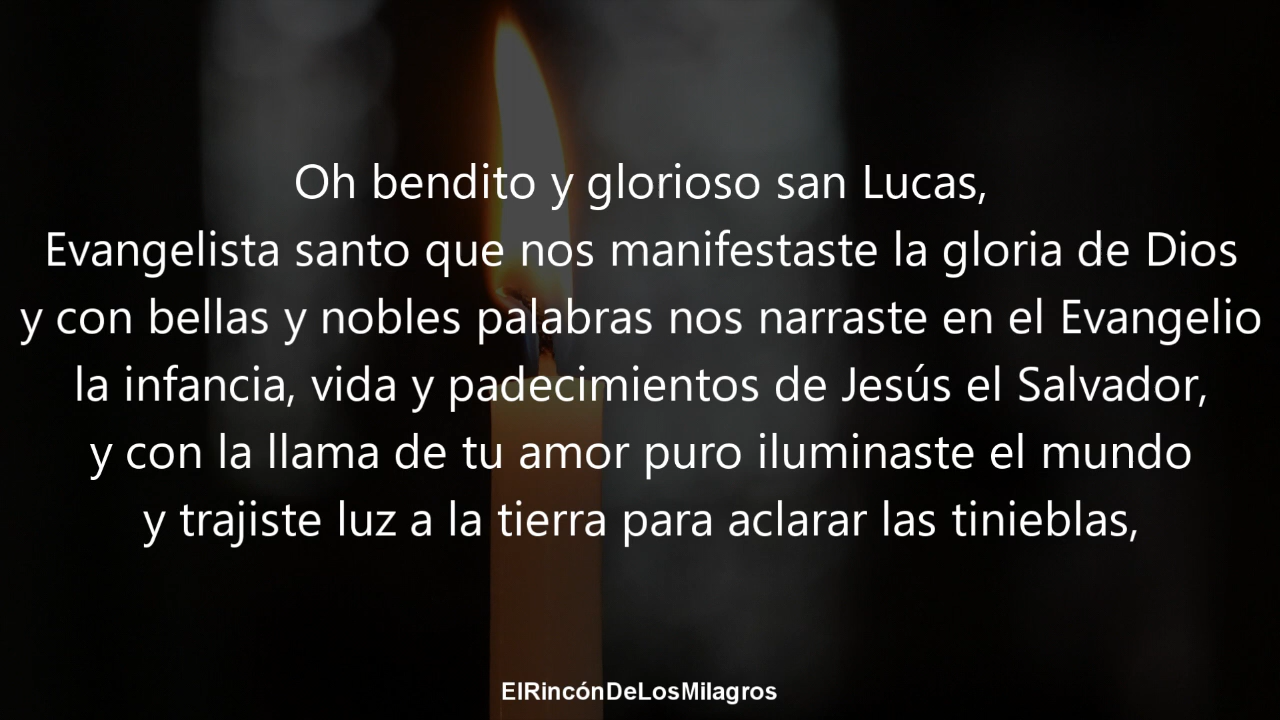 Oh bendito y glorioso san Lucas,
Evangelista santo que nos manifestaste la gloria de Dios
y con bellas y nobles palabras nos narraste en el Evangelio
la infancia, vida y padecimientos de Jesús el Salvador,
y con la llama de tu amor puro iluminaste el mundo
y trajiste luz a la tierra para aclarar las tinieblas,
ElRincónDeLosMilagros